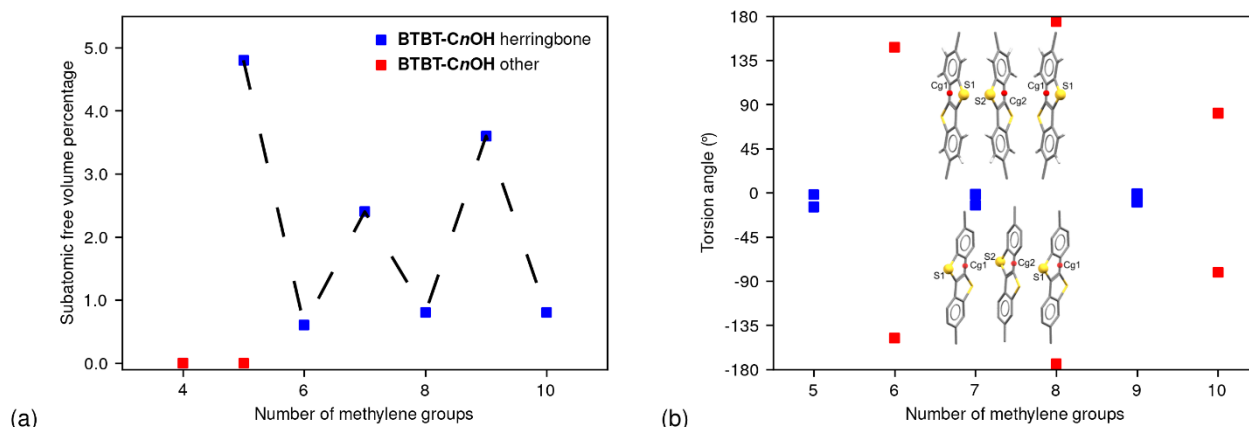 Subatomic free volume percentage
5.0
4.0
3.0
2.0
1.0
0.0
BTBT-CnOH herringbone
BTBT-CnOH other
4
6
8
10
Number of methylene groups
(a)
Torsion angle (º)
180
135
90
45
0
-45
-90
-135
-180
Cg1
S1
S2
Cg2
Cg1
S1
S1
Cg1
S2
Cg2
S1
Cg1
5
6
7
8
9
10
Number of methylene groups
(b)